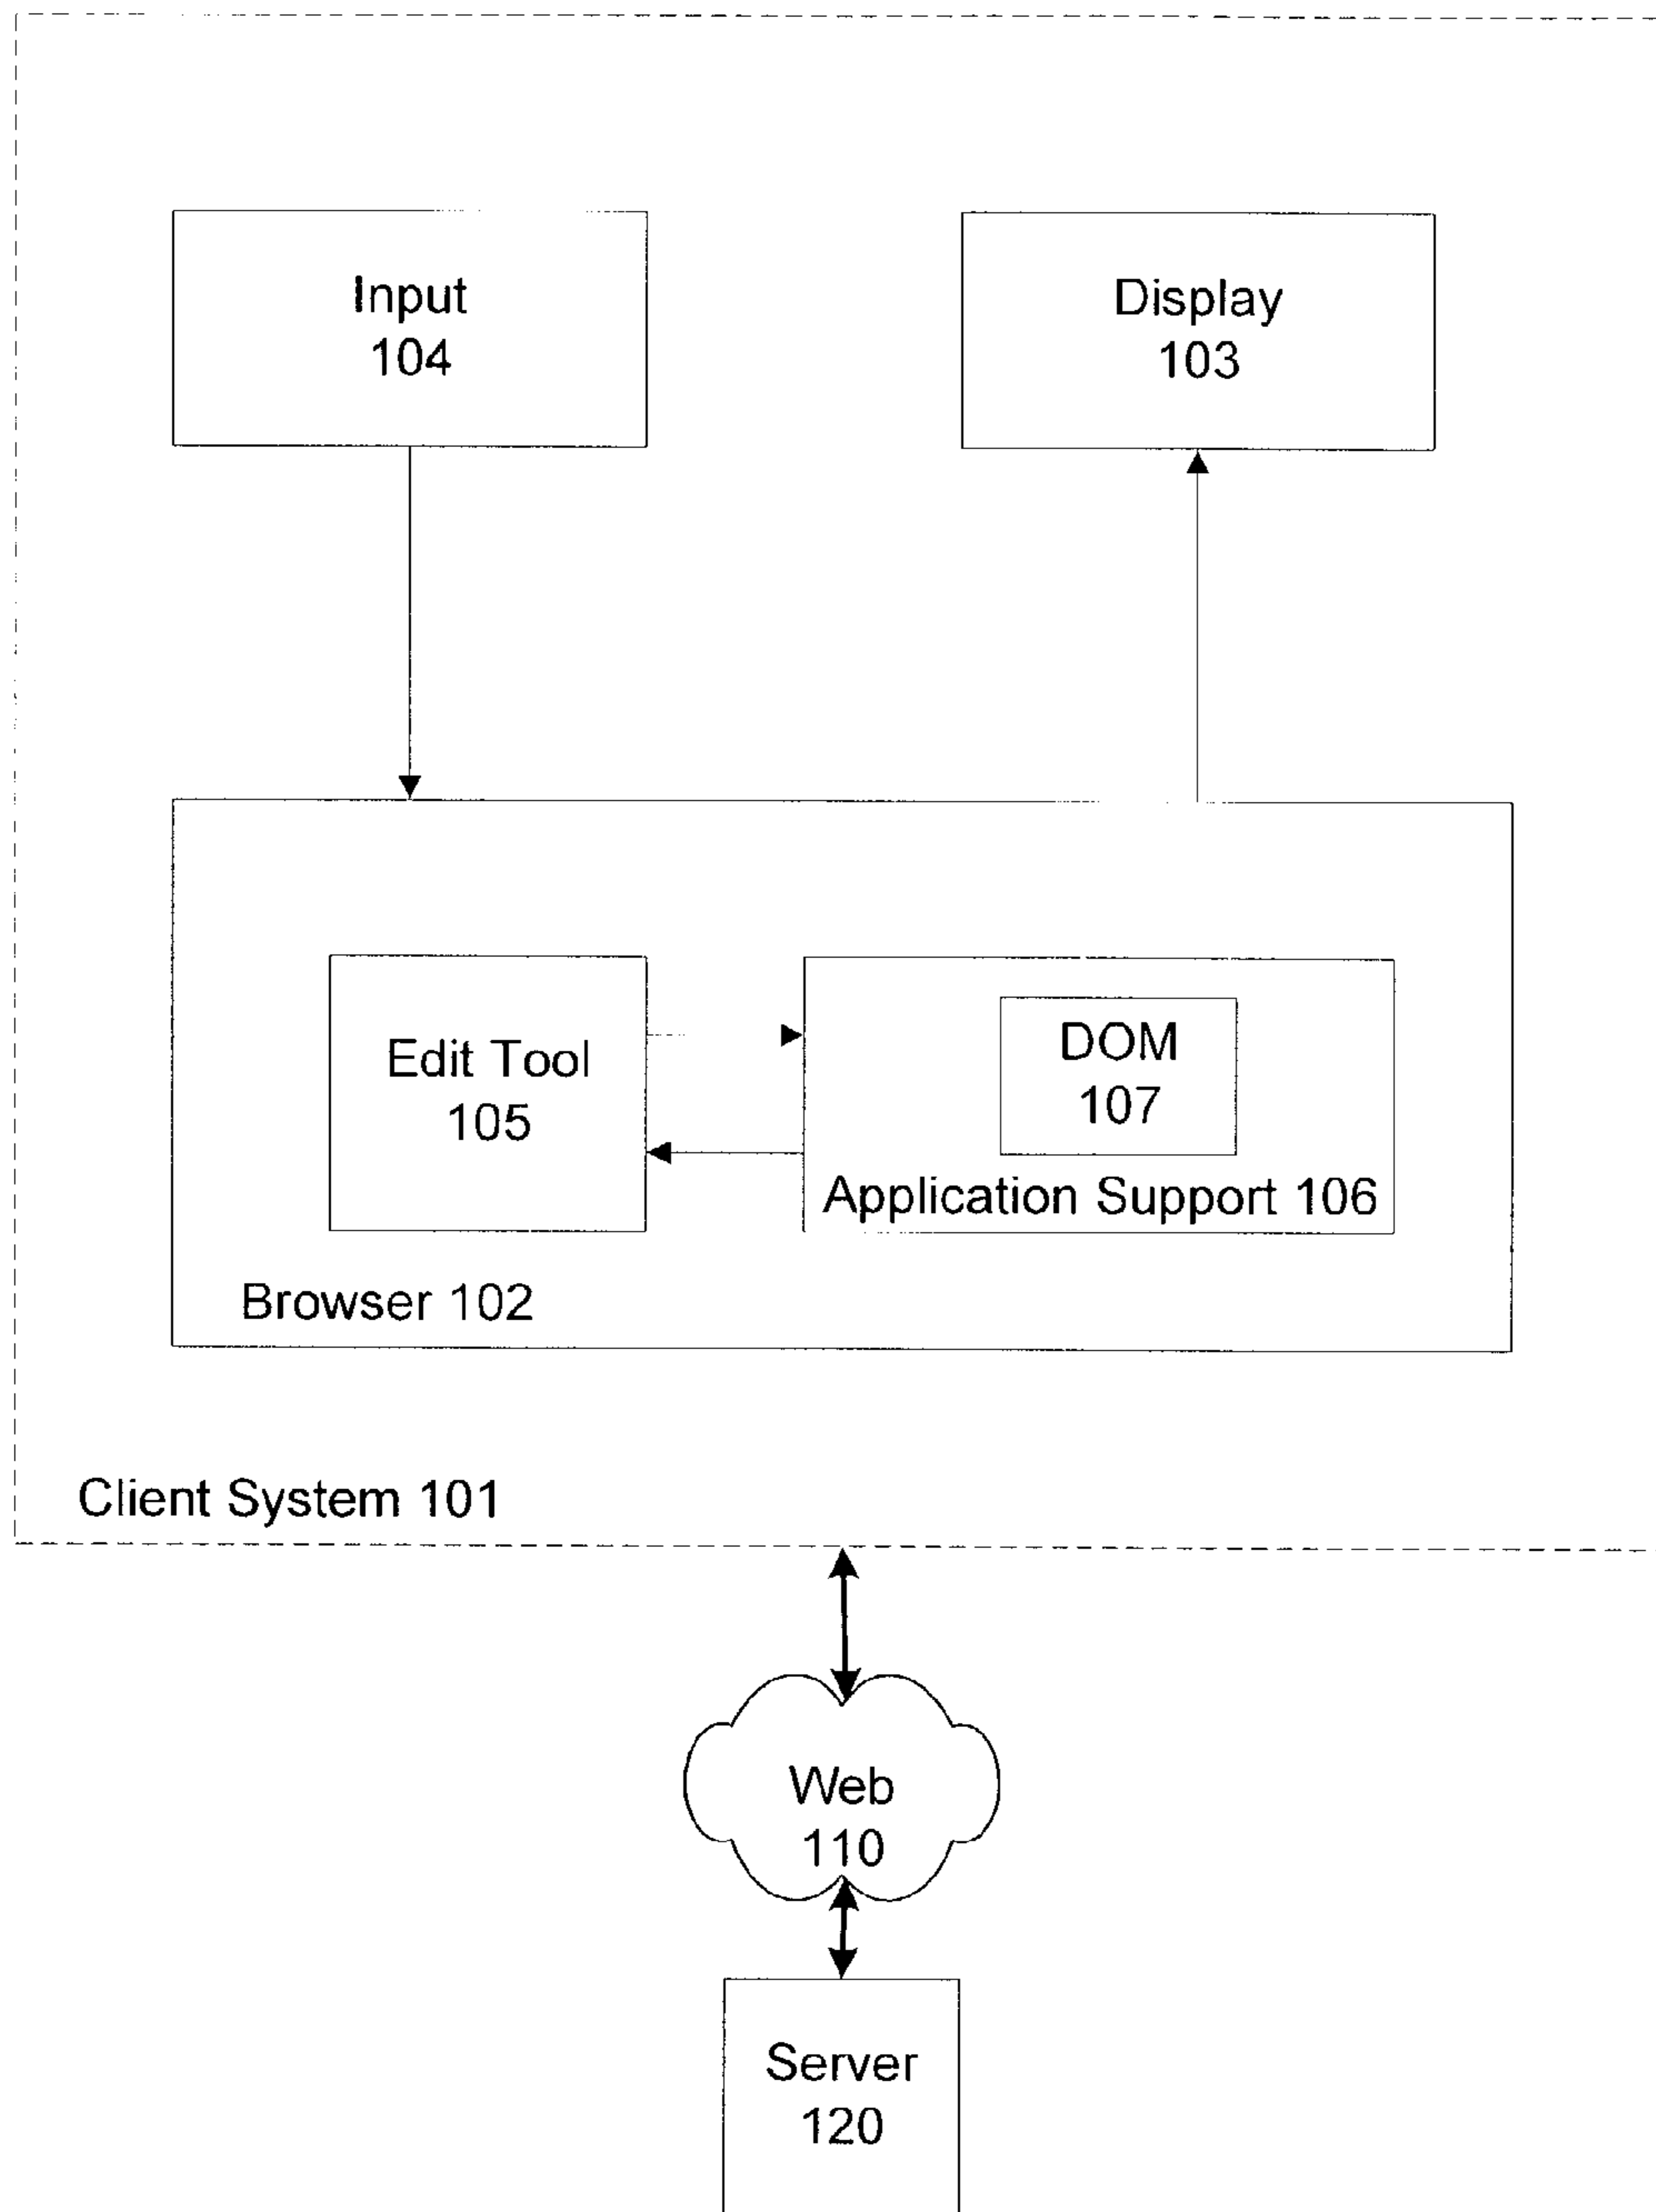 Input
104
Display
103
Edit Tool
105
DOM
107
Application Support 106
Browser 102
Client System 101
Web
110
Server
120